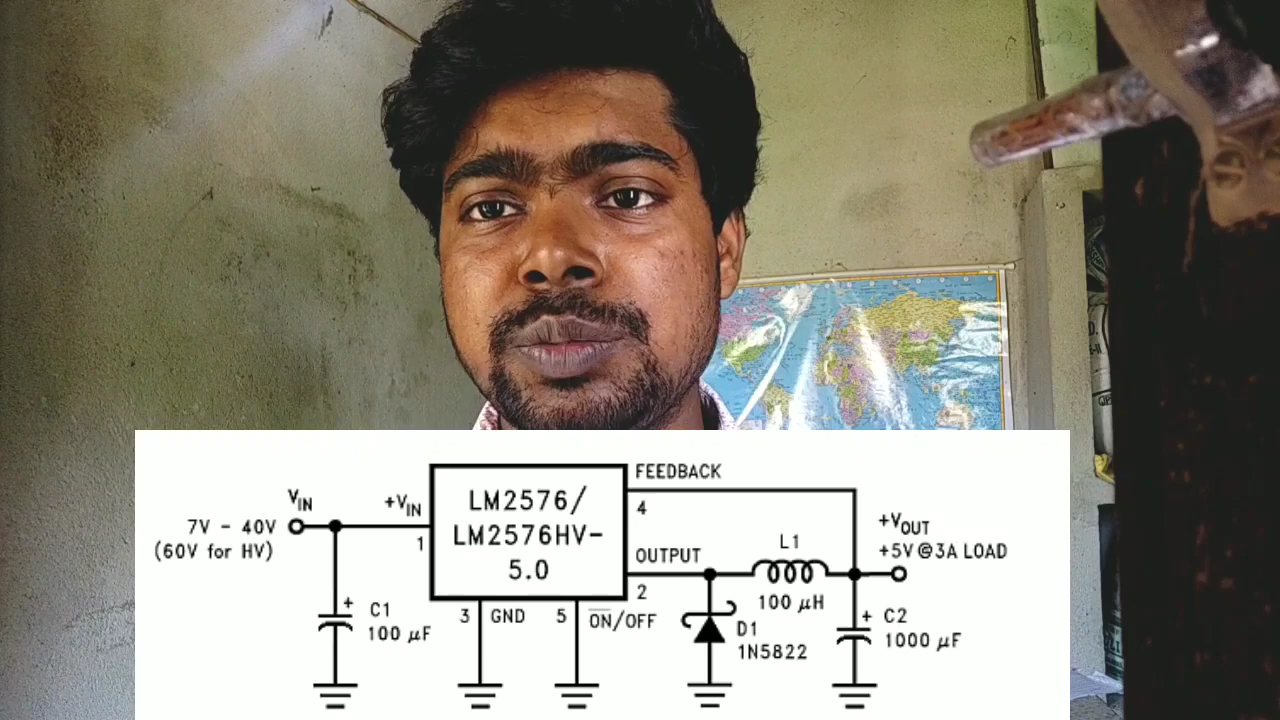 LM2576/
LM2576HV-
5.0
V_IN
7V - 40V
(60V for HV)
+V_IN
1
C1
100 μF
+
3
GND
5
O̅N̅/OFF
FEEDBACK
4
OUTPUT
2
L1
100 μH
D1
1N5822
+V_OUT
+5V @3A LOAD
+
C2
1000 μF